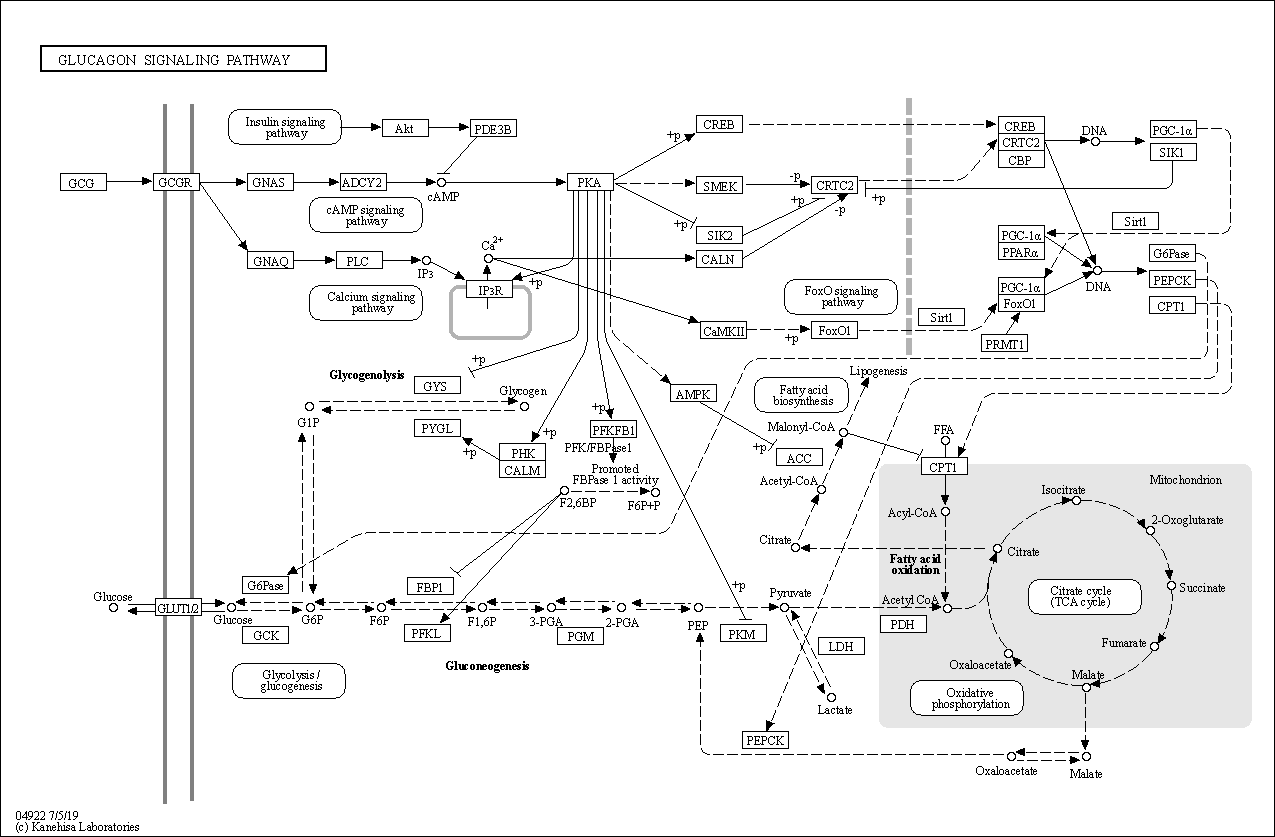 GLUCAGON SIGNALING PATHWAY
Insulin signaling
pathway
Akt
PDE3B
CREB
CREB
CRTC2
CBP
DNA
PGC-1α
SIK1
+p
GCG
GCGR
GNAS
ADCY2
cAMP
PKA
SMEK
-p
CRTC2
+p
+p
-p
cAMP signaling
pathway
+p
SIK2
CALN
Sirt1
PGC-1α
PPARα
G6Pase
PEPCK
CPT1
DNA
GNAQ
PLC
IP3
Ca2+
IP3R
+p
Calcium signaling
pathway
FoxO signaling
pathway
CaMKII
+p
FoxO1
Sirt1
PGC-1α
FoxO1
PRMT1
Glycogenolysis
+p
GYS
Glycogen
G1P
PYGL
+p
+p
PHK
CALM
+p
PFKFB1
PFK/FBPase1
Promoted
FBPase 1 activity
F2,6BP
F6P+P
AMPK
+p
ACC
Fatty acid
biosynthesis
Lipogenesis
Malonyl-CoA
Acetyl-CoA
Citrate
FFA
CPT1
Acyl-CoA
Fatty acid
oxidation
Mitochondrion
Isocitrate
2-Oxoglutarate
Citrate
Succinate
Citrate cycle
(TCA cycle)
Fumarate
Malate
Oxaloacetate
Oxidative
phosphorylation
Glucose
GLUT1/2
Glucose
GCK
G6Pase
G6P
F6P
FBP1
PFKL
F1,6P
3-PGA
PGM
2-PGA
PEP
+p
PKM
Pyruvate
LDH
Lactate
Acetyl CoA
PDH
Gluconeogenesis
Glycolysis /
glucogenesis
PEPCK
Oxaloacetate
Malate
04922 7/5/19
(c) Kanehisa Laboratories